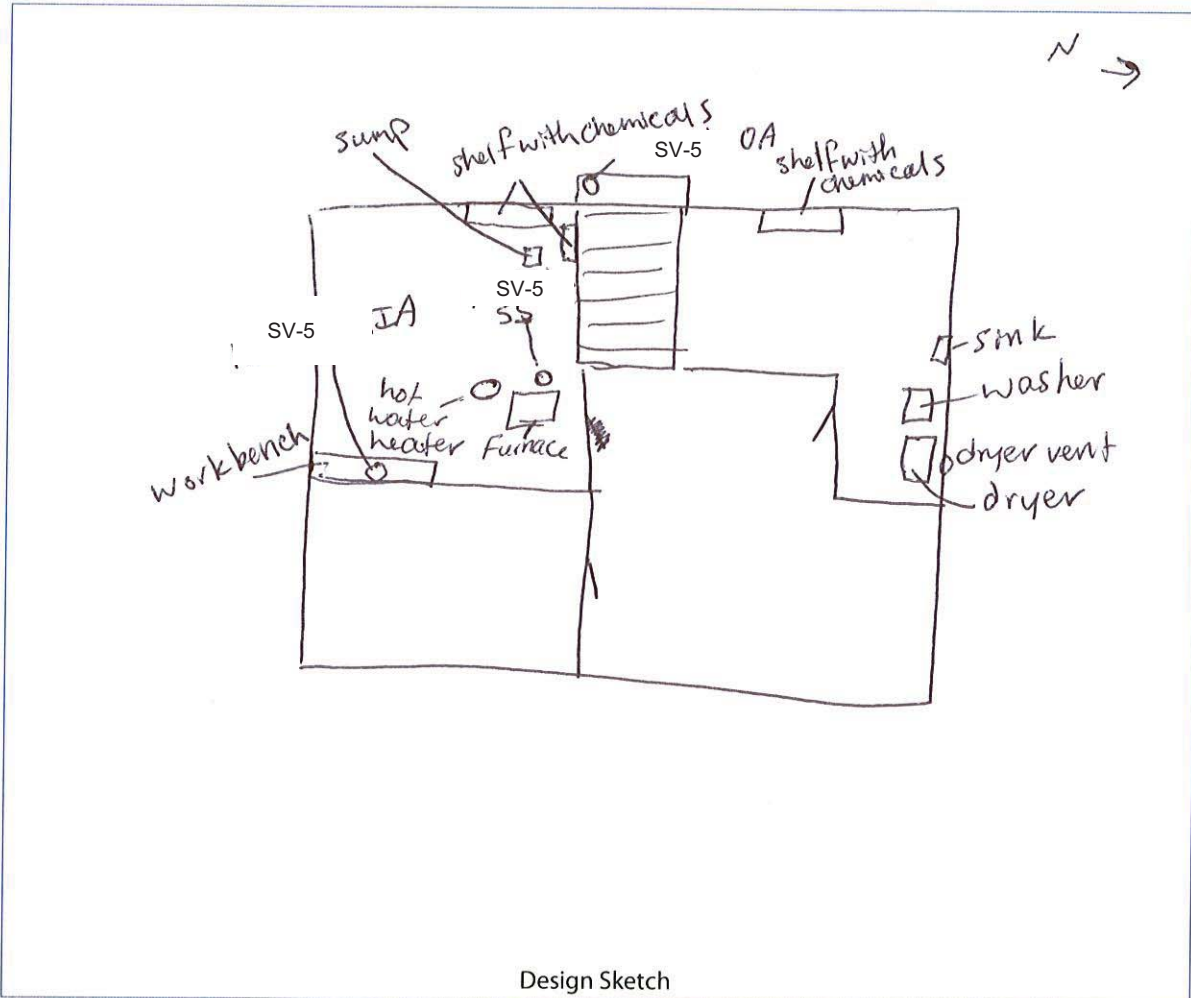 N
sump
shelf with chemicals
SV-5
OA
shelf with
chemicals
SV-5
SV-5
IA
SS
sink
washer
hot
water
heater
Furnace
workbench
dryer vent
dryer
Design Sketch